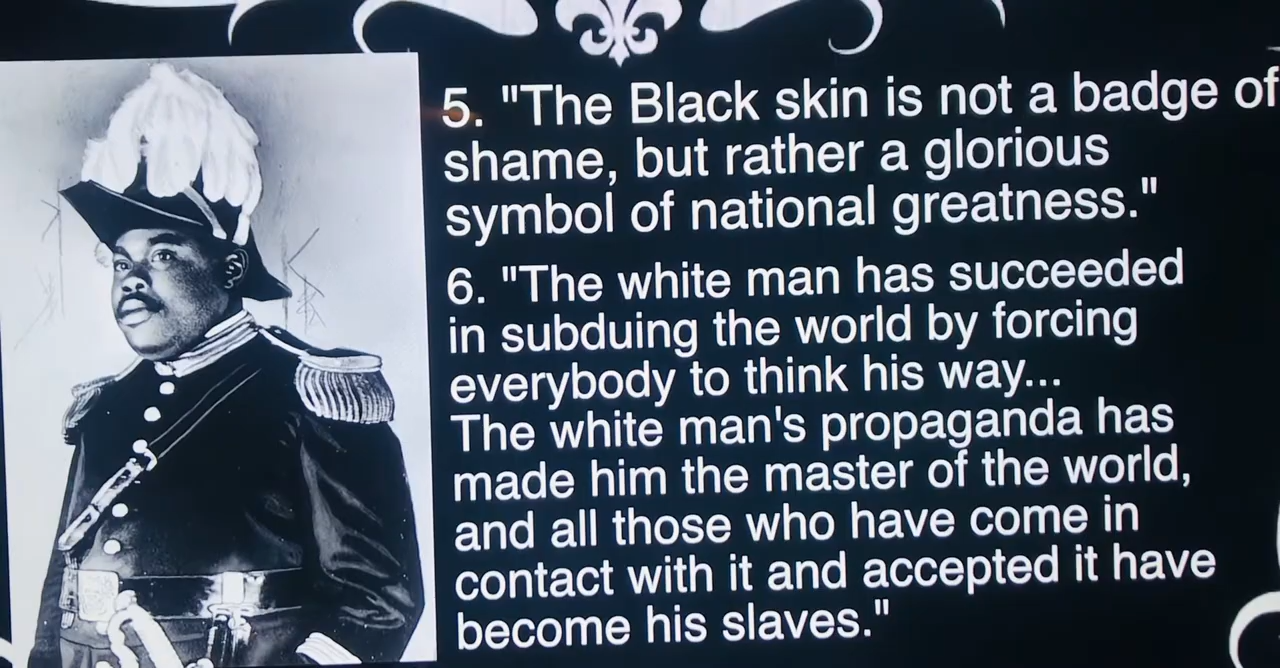 5. "The Black skin is not a badge of
shame, but rather a glorious
symbol of national greatness."
6. "The white man has succeeded
in subduing the world by forcing
everybody to think his way...
The white man's propaganda has
made him the master of the world,
and all those who have come in
contact with it and accepted it have
become his slaves."